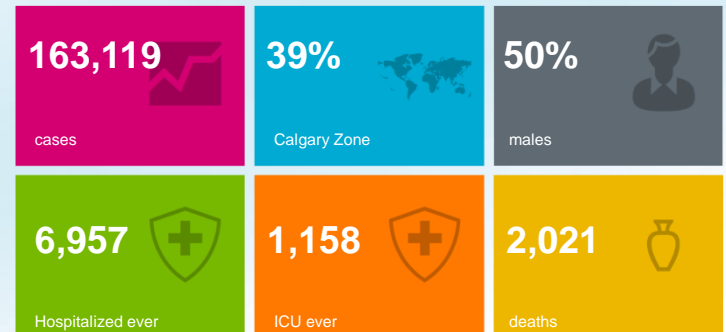 163,119
cases
39%
Calgary Zone
50%
males
6,957
Hospitalized ever
1,158
ICU ever
2,021
deaths